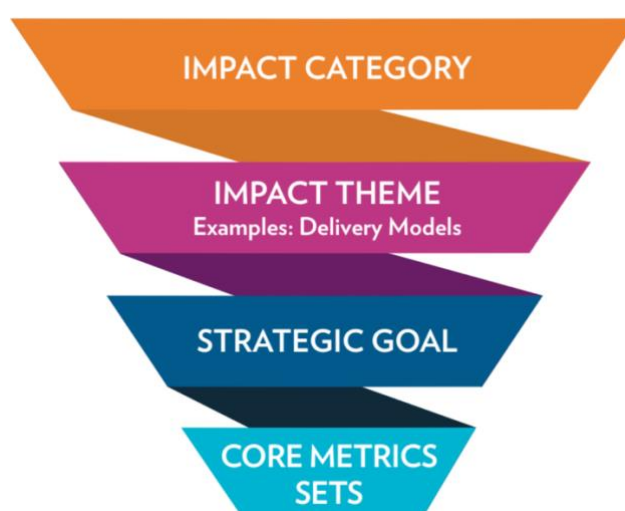 IMPACT CATEGORY
IMPACT THEME
Examples: Delivery Models
STRATEGIC GOAL
CORE METRICS
SETS